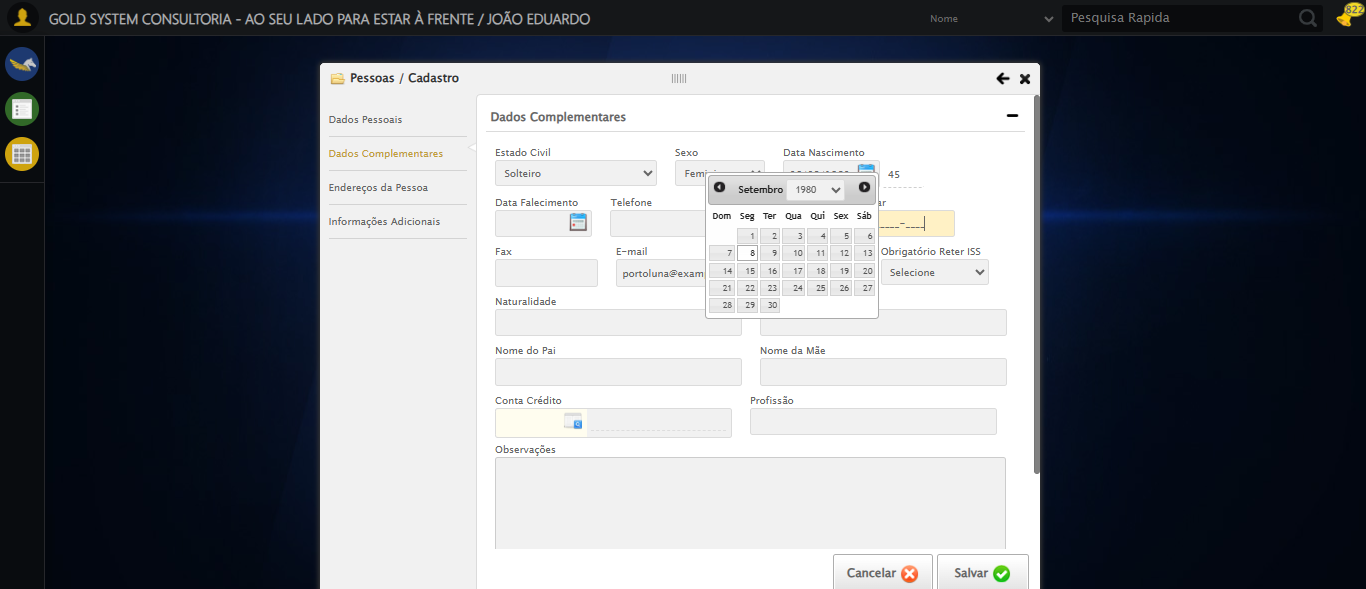 GOLD SYSTEM CONSULTORIA - AO SEU LADO PARA ESTAR À FRENTE / JOÃO EDUARDO
Nome
Pesquisa Rapida
822
Pessoas / Cadastro
Dados Pessoais
Dados Complementares
Endereços da Pessoa
Informações Adicionais
Dados Complementares
Estado Civil Sexo Data Nascimento
Solteiro 45
Setembro 1980
Data Falecimento Telefone
Dom Seg Ter Qua Qui Sex Sáb
1 2 3 4 5 6
7 8 9 10 11 12 13
14 15 16 17 18 19 20
21 22 23 24 25 26 27
28 29 30
____-____
Fax E-mail Obrigatório Reter ISS
portoluna@exam Selecione
Naturalidade
Nome do Pai Nome da Mãe
Conta Crédito Profissão
Observações
Cancelar Salvar